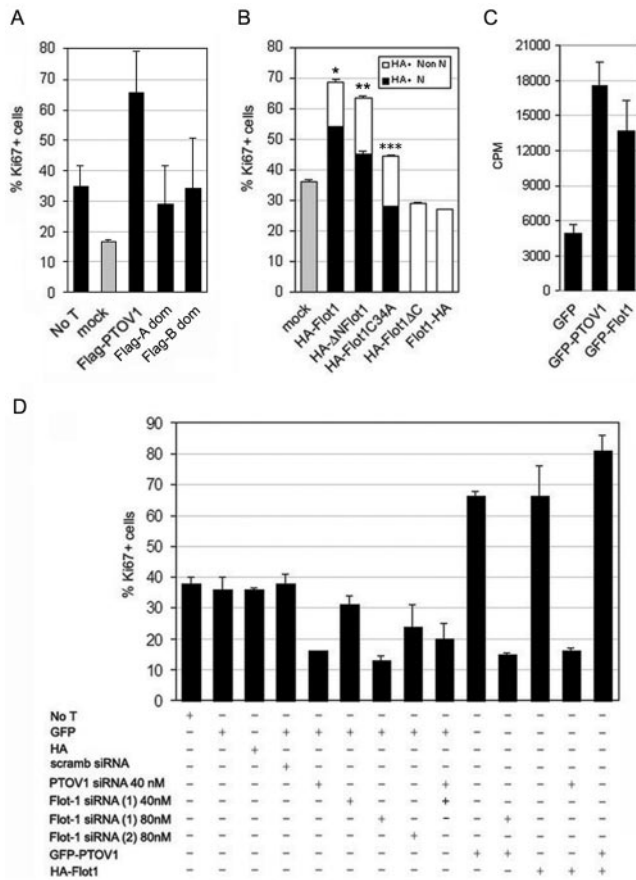 A
B
C
% Ki67+ cells
80
70
60
50
40
30
20
10
0
No T
mock
Flag-PTOV1
Flag-A dom
Flag-B dom
% Ki67+ cells
80
70
60
50
40
30
20
10
0
HA+ Non N
HA+ N
*
**
***
mock
HA-Flot1
HA-ΔNFlot1
HA-Flot1C34A
HA-Flot1ΔC
Flot1-HA
CPM
21000
18000
15000
12000
9000
6000
3000
0
GFP
GFP-PTOV1
GFP-Flot1
D
% Ki67+ cells
90
80
70
60
50
40
30
20
10
0
No T + - - - - - - - - - - - - -
GFP - + - + + + + + + - - - - -
HA - - + - - - - - - - - - - -
scramb siRNA - - - + - - - - - - - - - -
PTOV1 siRNA 40 nM - - - - + - - - + - - - + -
Flot-1 siRNA (1) 40nM - - - - - + - - + - - - - -
Flot-1 siRNA (1) 80nM - - - - - - + - - - + - - -
Flot-1 siRNA (2) 80nM - - - - - - - + - - - - - -
GFP-PTOV1 - - - - - - - - - + + - - +
HA-Flot1 - - - - - - - - - - - + + +